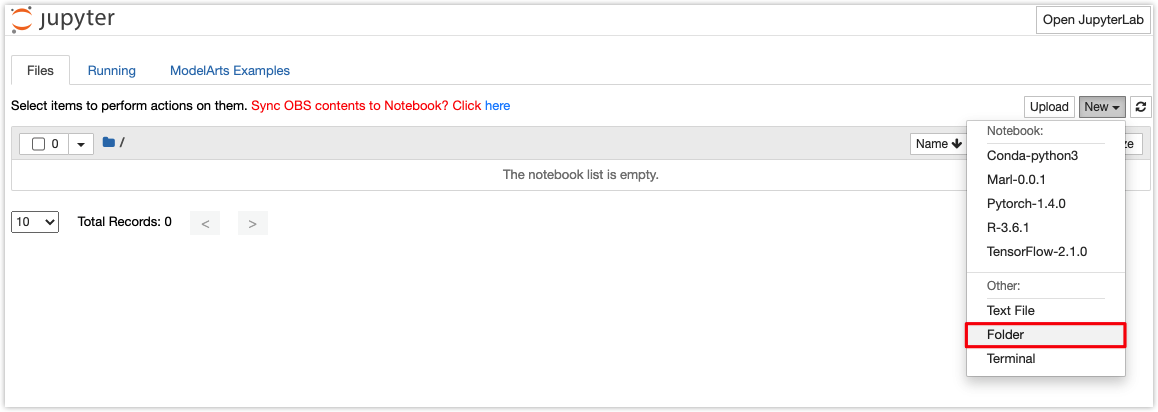 jupyter
Open JupyterLab
Files Running ModelArts Examples
Select items to perform actions on them. Sync OBS contents to Notebook? Click here
Upload New
0 /
Name
ze
The notebook list is empty.
10 Total Records: 0 < >
Notebook:
Conda-python3
Marl-0.0.1
Pytorch-1.4.0
R-3.6.1
TensorFlow-2.1.0
Other:
Text File
Folder
Terminal